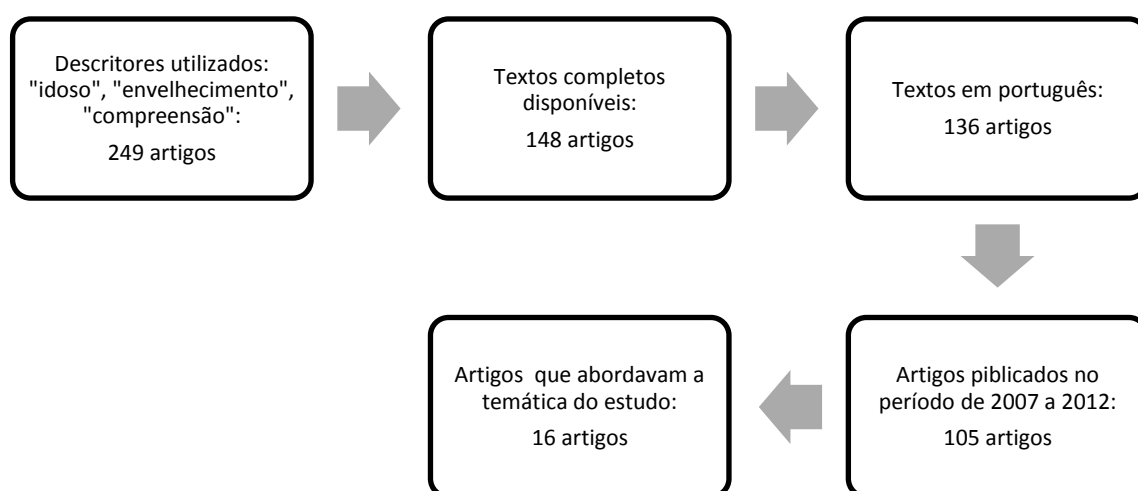 Descritores utilizados:
"idoso", "envelhecimento",
"compreensão":
249 artigos
Textos completos
disponíveis:
148 artigos
Textos em português:
136 artigos
Artigos piblicados no
período de 2007 a 2012:
105 artigos
Artigos  que abordavam a
temática do estudo:
16 artigos